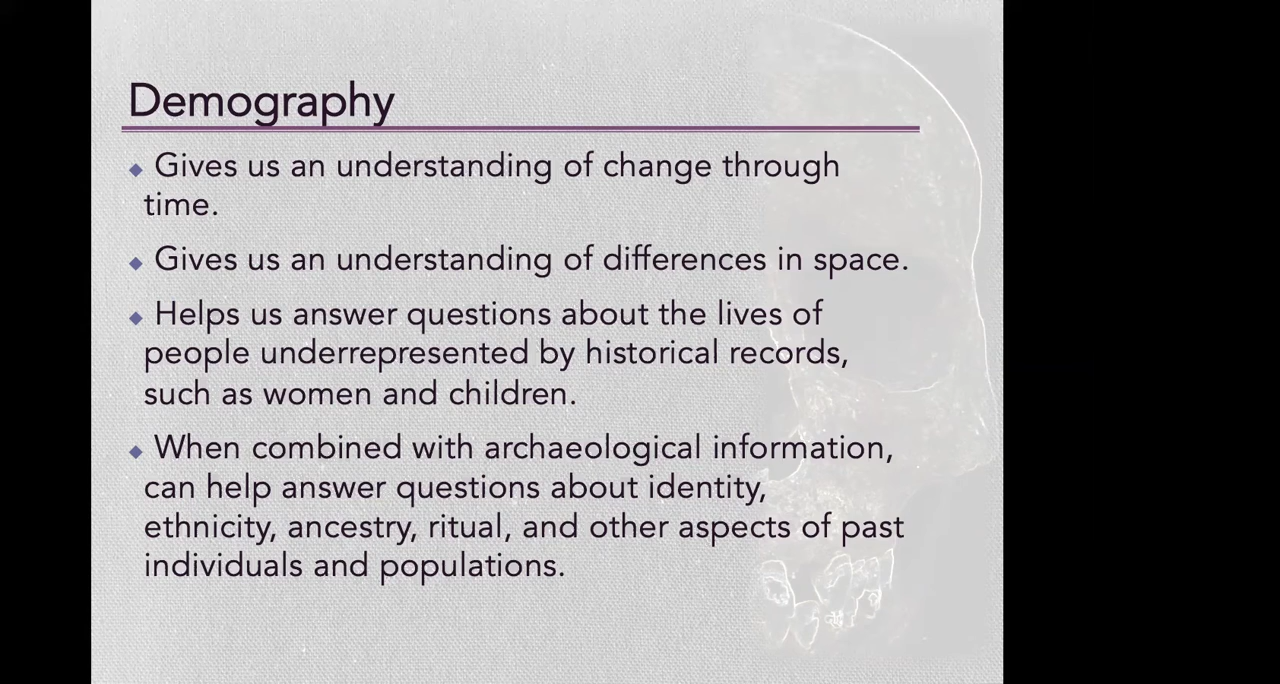 Demography
◆ Gives us an understanding of change through
time.
◆ Gives us an understanding of differences in space.
◆ Helps us answer questions about the lives of
people underrepresented by historical records,
such as women and children.
◆ When combined with archaeological information,
can help answer questions about identity,
ethnicity, ancestry, ritual, and other aspects of past
individuals and populations.